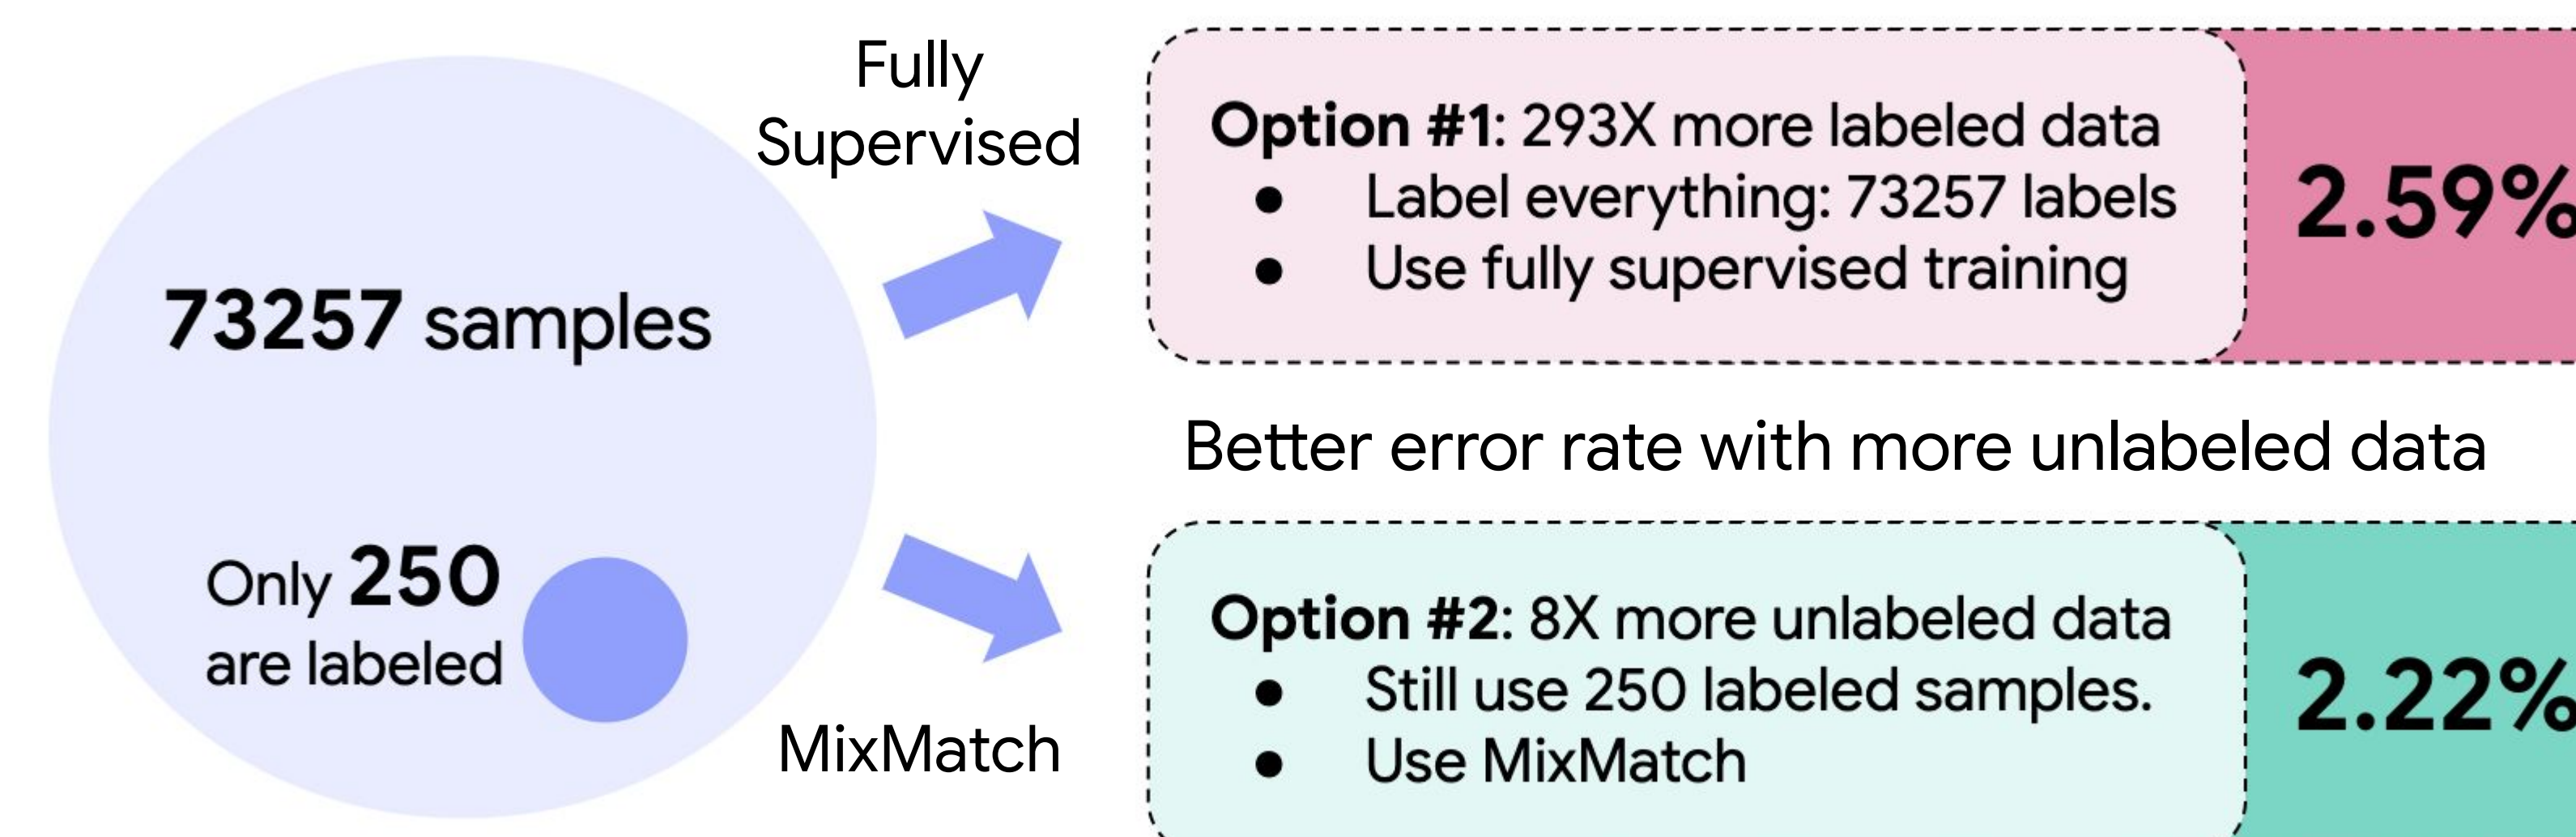 Fully
Supervised
73257 samples
Only 250
are labeled
MixMatch
Option #1: 293X more labeled data
● Label everything: 73257 labels
● Use fully supervised training
2.59%
Better error rate with more unlabeled data
Option #2: 8X more unlabeled data
● Still use 250 labeled samples.
● Use MixMatch
2.22%